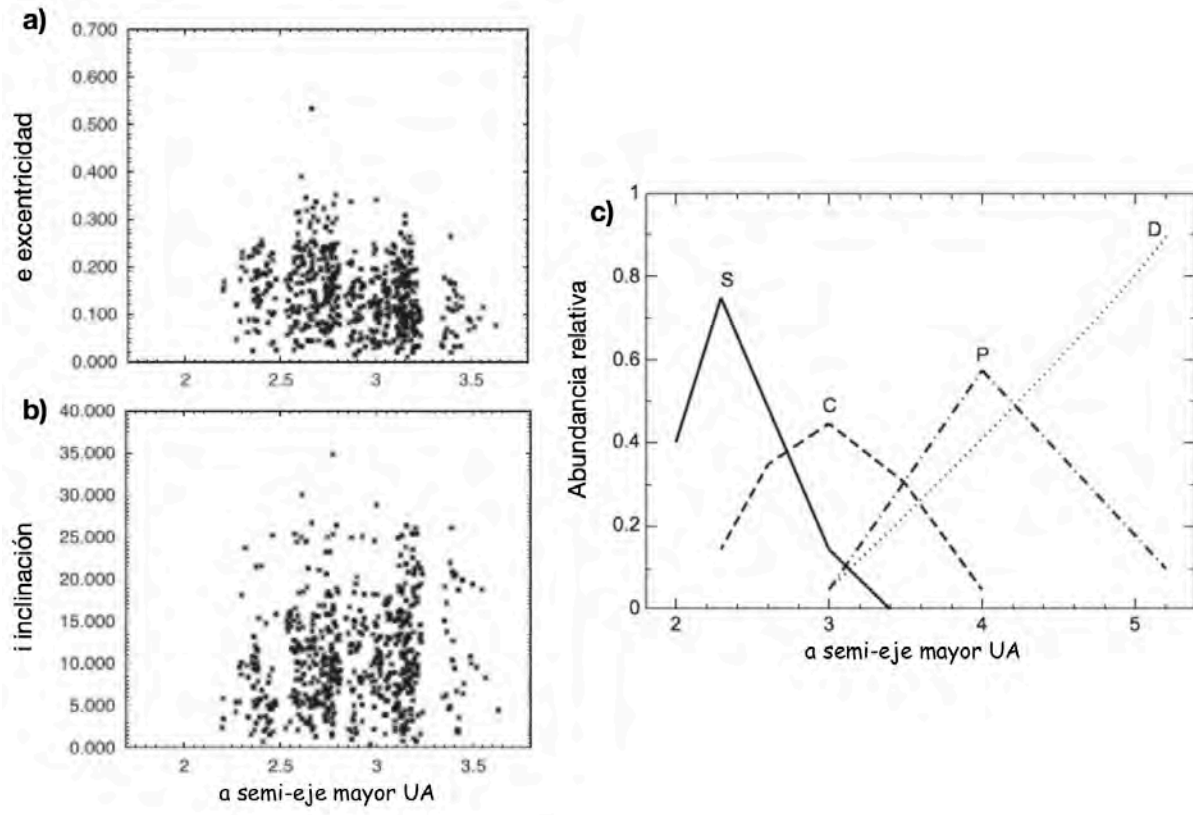 a)
0.700
0.600
0.500
0.400
0.300
0.200
0.100
0.000
e excentricidad
2
2.5
3
3.5
b)
40.000
35.000
30.000
25.000
20.000
15.000
10.000
5.000
0.000
i inclinación
2
2.5
3
3.5
a semi-eje mayor UA
c)
1
0.8
0.6
0.4
0.2
0
Abundancia relativa
S
C
P
D
2
3
4
5
a semi-eje mayor UA